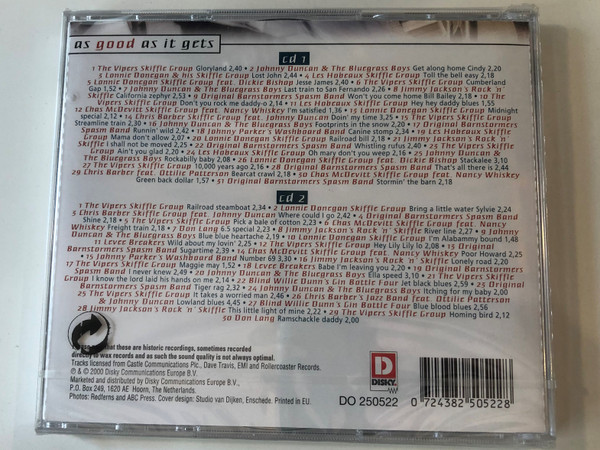 as good as it gets
cd 1
1 The Vipers Skiffle Group Gloryland 2,40 • 2 Johnny Duncan & The Bluegrass Boys Get along home Cindy 2,20
• 3 Lonnie Donegan & his Skiffle Group Lost John 2,44 • 4 Les Hobeaux Skiffle Group Toll the bell easy 2,18
5 Lonnie Donegan Skiffle Group feat. Dickie Bishop Jesse James 2,40 • 6 The Vipers Skiffle Group Cumberland
Gap 1,52 • 7 Johnny Duncan & The Bluegrass Boys Last train to San Fernando 2,26 • 8 Jimmy Jackson's Rock 'n'
Skiffle California zephyr 2,53 • 9 Original Barnstormers Spasm Band Won't you come home Bill Bailey 2,18 • 10 The
Vipers Skiffle Group Don't you rock me daddy-o 2,14 • 11 Les Hobeaux Skiffle Group Hey hey daddy blues 1,55
12 Chas McDevitt Skiffle Group feat. Nancy Whiskey I'm satisfied 1,36 • 13 Lonnie Donegan Skiffle Group Midnight
special 2,12 • 14 Chris Barber Skiffle Group feat. Johnny Duncan Doin' my time 3,25 • 15 The Vipers Skiffle Group
Streamline train 2,30 • 16 Johnny Duncan & The Bluegrass Boys Footprints in the snow 2,20 • 17 Original Barnstormers
Spasm Band Runnin' wild 2,42 • 18 Johnny Parker's Washboard Band Canine stomp 2,34 • 19 Les Hobeaux Skiffle Group
Mama don't allow 2,07 • 20 Lonnie Donegan Skiffle Group Railroad bill 2,18 • 21 Jimmy Jackson's Rock 'n'
Skiffle I shall not be moved 2,25 • 22 Original Barnstormers Spasm Band Whistling rufus 2,40 • 23 The Vipers Skiffle
Group Ain't you glad 2,20 • 24 Les Hobeaux Skiffle Group Oh mary don't you weep 2,16 • 25 Johnny Duncan &
The Bluegrass Boys Rockabilly baby 2,08 • 26 Lonnie Donegan Skiffle Group feat. Dickie Bishop Stackalee 3,10
27 The Vipers Skiffle Group 10,000 years ago 2,16 • 28 Original Barnstormers Spasm Band That's all there is 2,44
29 Chris Barber feat. Ottilie Patterson Bearcat crawl 2,18 • 30 Chas McDevitt Skiffle Group feat. Nancy Whiskey
Green back dollar 1,57 • 31 Original Barnstormers Spasm Band Stormin' the barn 2,18
cd 2
1 The Vipers Skiffle Group Railroad steamboat 2,34 • 2 Lonnie Donegan Skiffle Group Bring a little water Sylvie 2,24
• 3 Chris Barber Skiffle Group feat. Johnny Duncan Where could I go 2,42 • 4 Original Barnstormers Spasm Band
Shine 2,18 • 5 The Vipers Skiffle Group Pick a bale of cotton 2,23 • 6 Chas McDevitt Skiffle Group feat. Nancy
Whiskey Freight train 2,18 • 7 Don Lang 6.5 special 2,23 • 8 Jimmy Jackson's Rock 'n' Skiffle River line 2,27 • 9 Johnny
Duncan & The Bluegrass Boys Blue blue heartache 2,19 • 10 Lonnie Donegan Skiffle Group I'm Alabammy bound 1,48
11 Levee Breakers Wild about my lovin' 2,25 • 12 The Vipers Skiffle Group Hey Lily Lily lo 2,08 • 13 Original
Barnstormers Spasm Band Sugartime 2,39 • 14 Chas McDevitt Skiffle Group feat. Nancy Whiskey Poor Howard 2,25
• 15 Johnny Parker's Washboard Band Number 69 3,30 • 16 Jimmy Jackson's Rock 'n' Skiffle Lonely road 2,20
17 The Vipers Skiffle Group Maggie may 1,52 • 18 Levee Breakers Babe I'm leaving you 2,20 • 19 Original Barnstormers
Spasm Band I never knew 2,49 • 20 Johnny Duncan & The Bluegrass Boys Ella speed 3,10 • 21 The Vipers Skiffle
Group I know the lord laid his hands on me 2,14 • 22 Blind Willie Dunn's Gin Bottle Four Jet black blues 2,59 • 23 Original
Barnstormers Spasm Band Tiger rag 2,32 • 24 Johnny Duncan & The Bluegrass Boys Itching for my baby 2,00
25 The Vipers Skiffle Group It takes a worried man 2,46 • 26 Chris Barber's Jazz Band feat. Ottilie Patterson
& Johnny Duncan Lowland blues 4,45 • 27 Blind Willie Dunn's Gin Bottle Four Blue blood blues 2,56
28 Jimmy Jackson's Rock 'n' Skiffle This little light of mine 2,22 • 29 The Vipers Skiffle Group Homing bird 2,12
30 Don Lang Ramschackle daddy 2,00
that these are historic recordings, sometimes recorded
directly to wax records and as such the sound quality is not always optimal.
Tracks licensed from Castle Communications Plc., Dave Travis, EMI and Rollercoaster Records.
℗ & © 2000 Disky Communications Europe B.V.
Marketed and distributed by Disky Communications Europe B.V.,
P.O. Box 249, 1620 AE Hoorn, The Netherlands.
Photos: Redferns and ABC Press. Cover design: Studio van Dijken, Enschede. Printed in EU.
D
DISKY
DO 250522
0 724382 505228